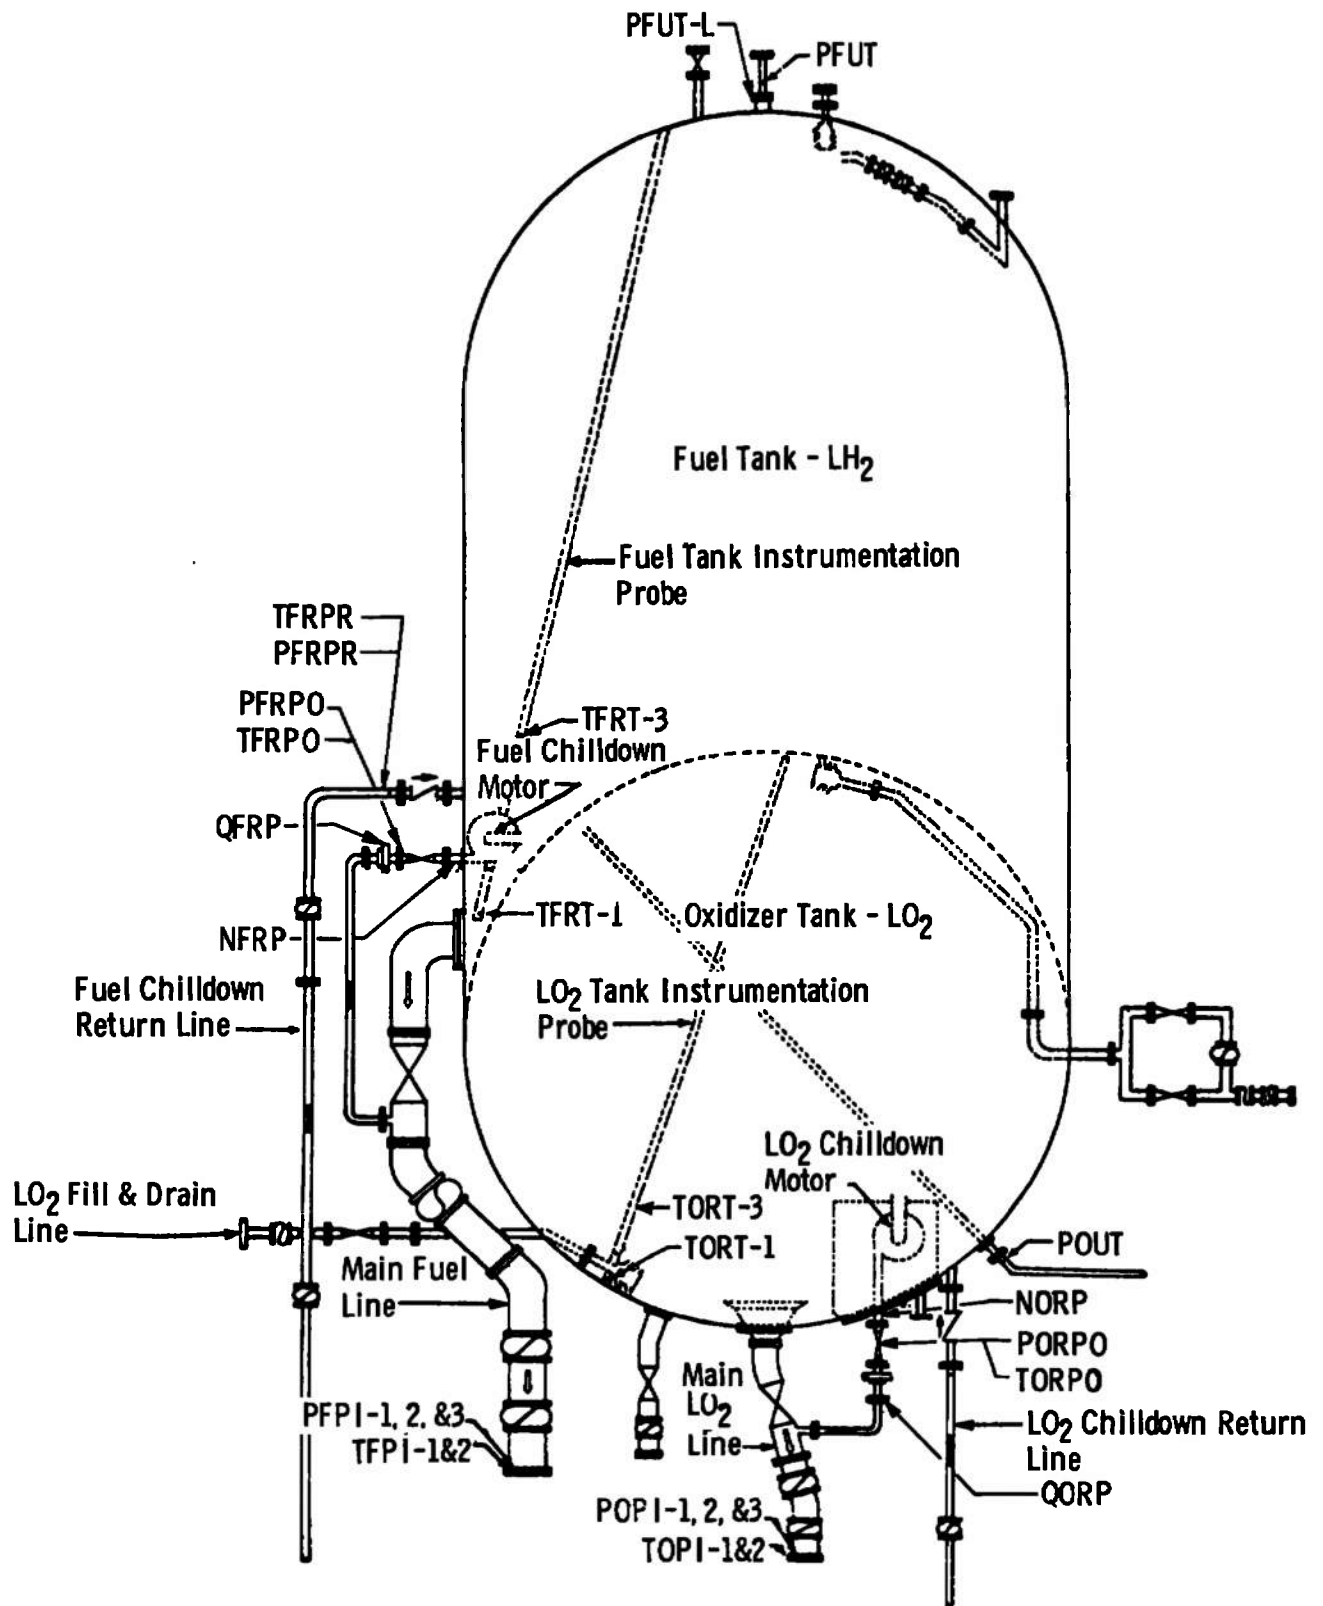 PFUT-L
PFUT
Fuel Tank - LH2
Fuel Tank Instrumentation
Probe
TFRPR
PFRPR
PFRPO
TFRPO
TFRT-3
Fuel Chilldown
Motor
QFRP
TFRT-1
NFRP
Oxidizer Tank - LO2
Fuel Chilldown
Return Line
LO2 Tank Instrumentation
Probe
LO2 Chilldown
Motor
LO2 Fill & Drain
Line
TORT-3
TORT-1
POUT
Main Fuel
Line
NORP
PORPO
TORPO
Main
LO2
Line
PFPI-1, 2, &3
TFPI-1&2
LO2 Chilldown Return
Line
QORP
POPI-1, 2, &3
TOPI-1&2